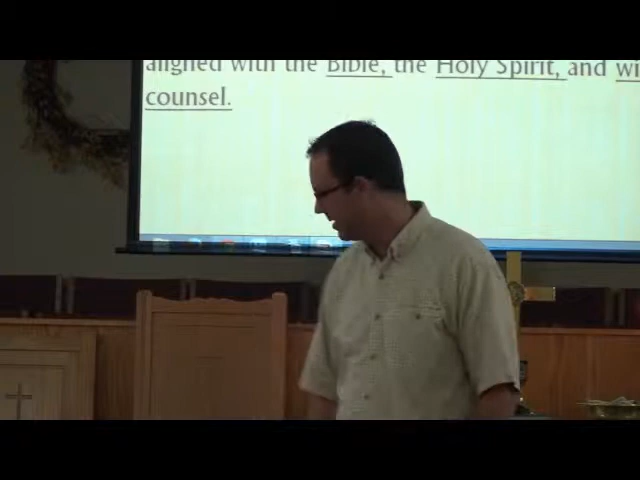 aligned with the Bible, the Holy Spirit, and wi
counsel.